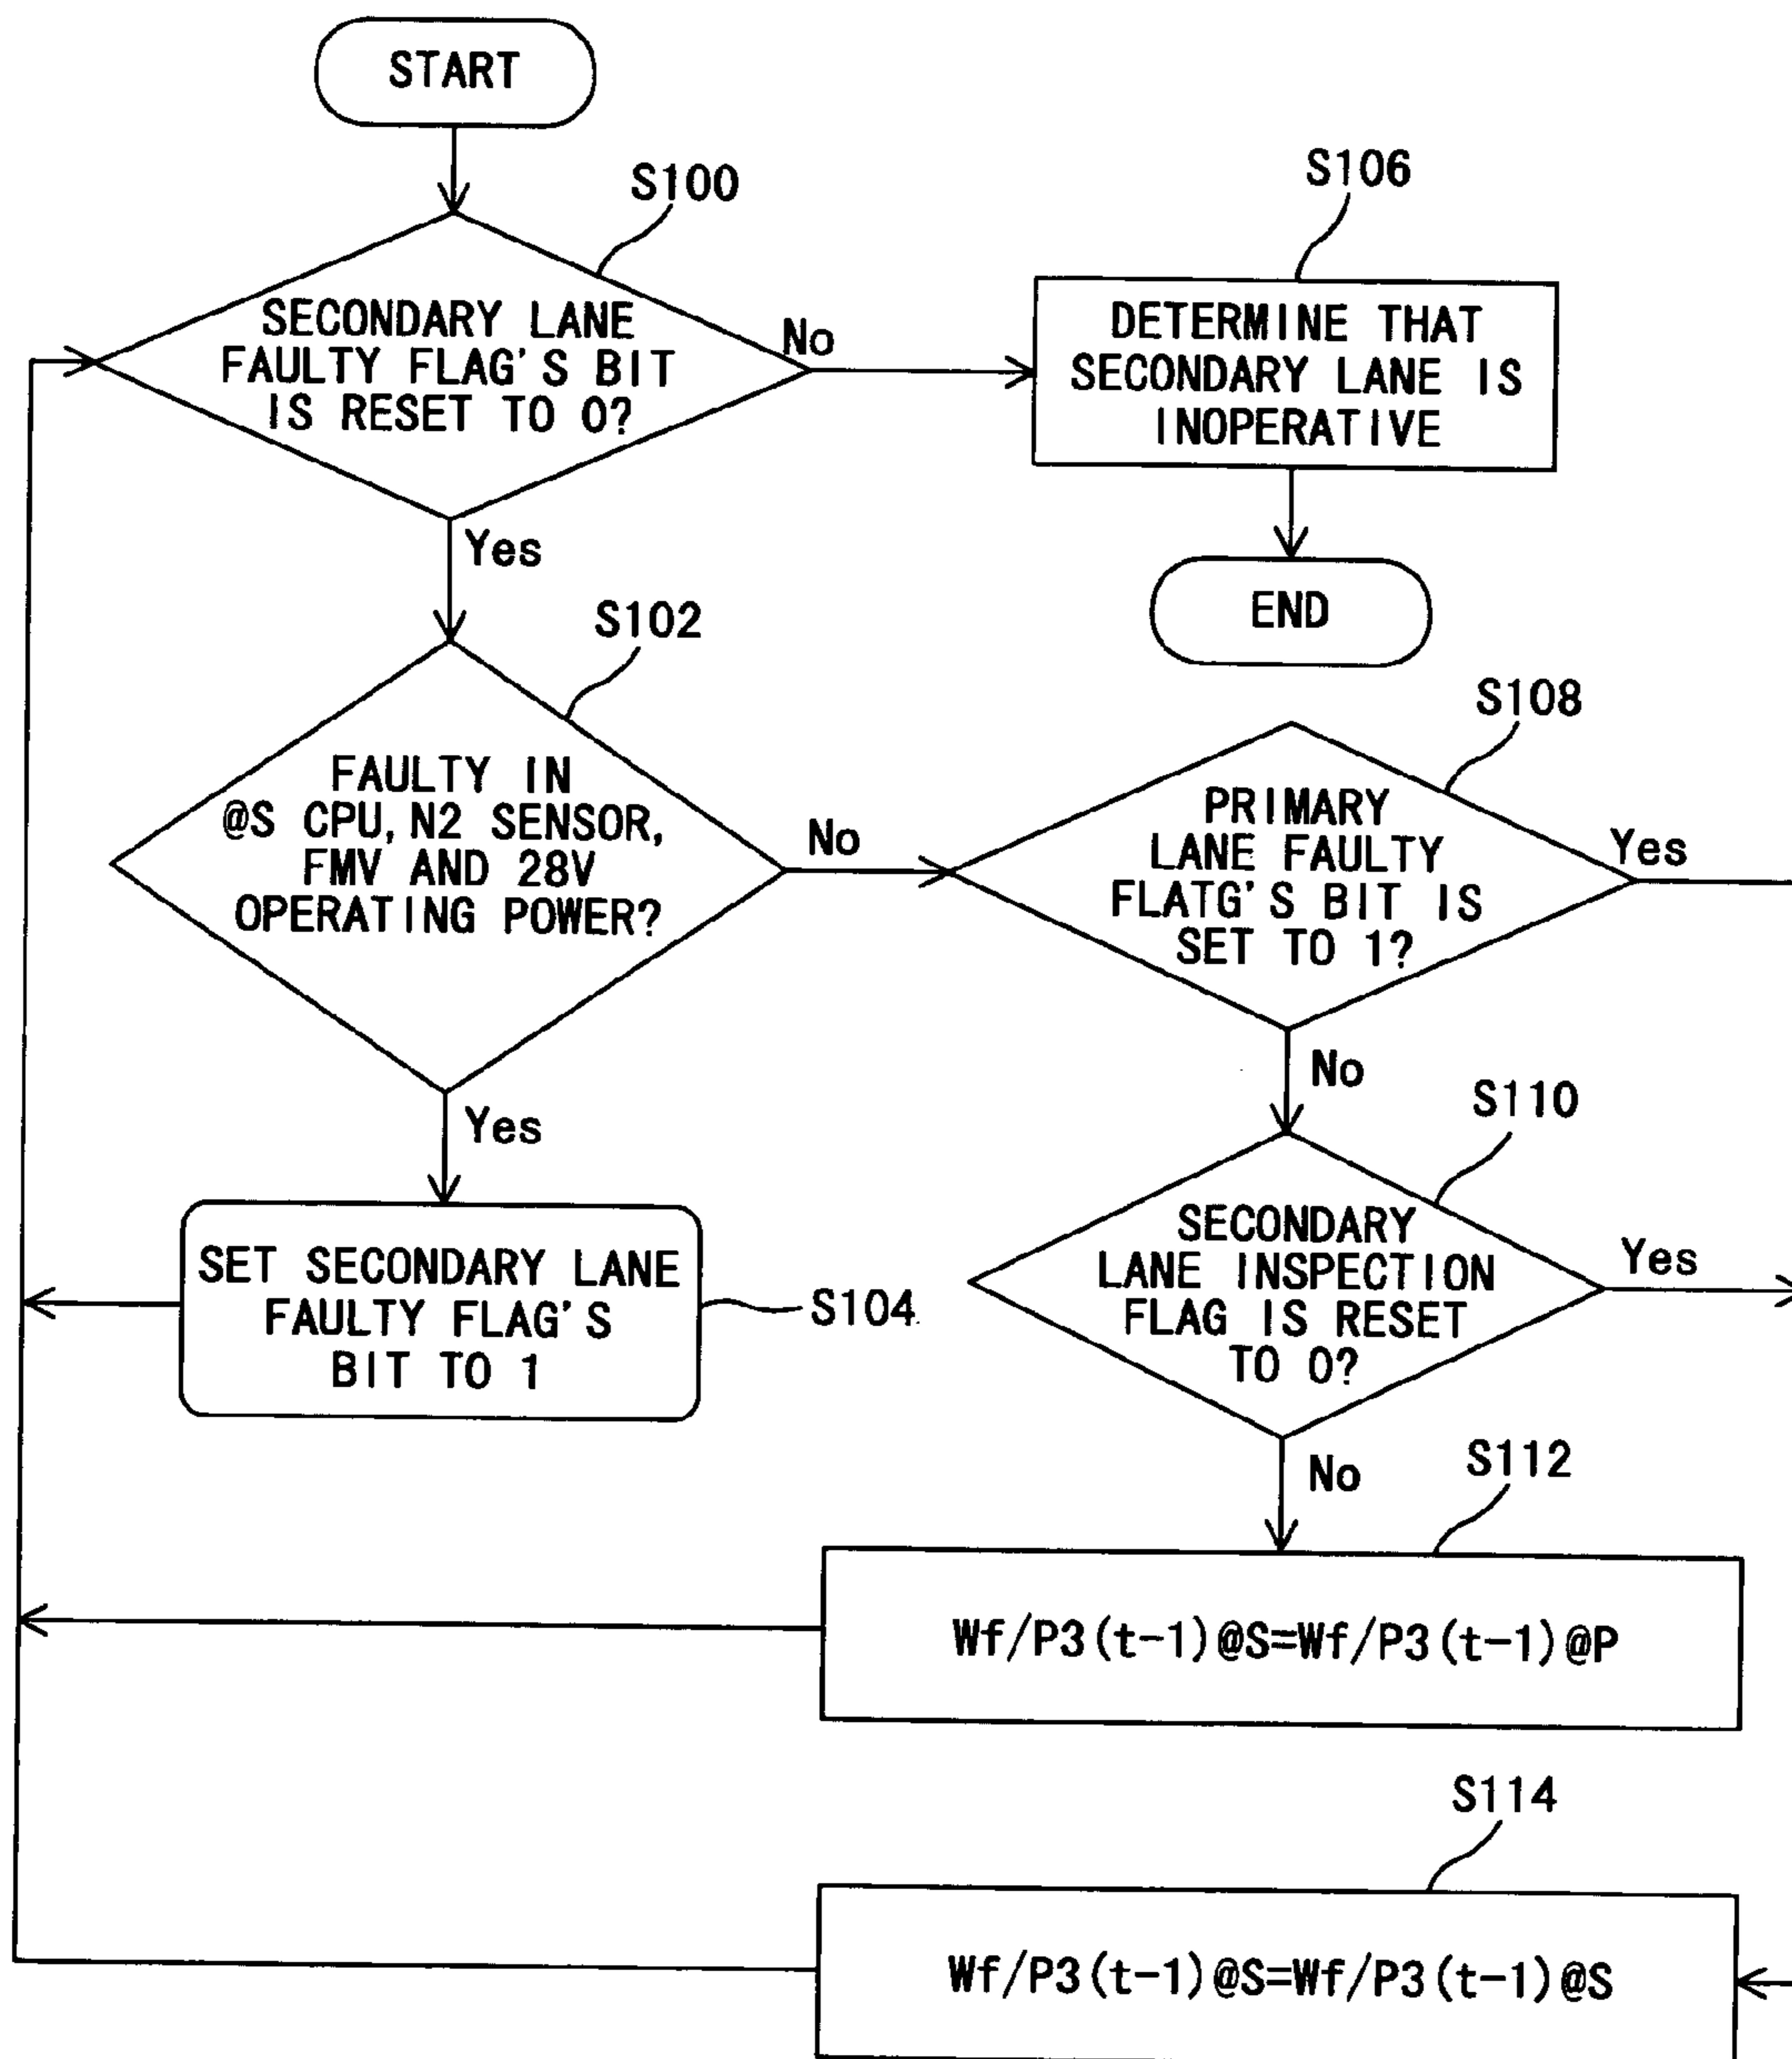 START
S100
SECONDARY LANE
FAULTY FLAG'S BIT
IS RESET TO 0?
No
Yes
S106
DETERMINE THAT
SECONDARY LANE IS
INOPERATIVE
END
S102
FAULTY IN
@S CPU, N2 SENSOR,
FMV AND 28V
OPERATING POWER?
No
Yes
S108
PRIMARY
LANE FAULTY
FLATG'S BIT IS
SET TO 1?
Yes
No
SET SECONDARY LANE
FAULTY FLAG'S
BIT TO 1
S104
S110
SECONDARY
LANE INSPECTION
FLAG IS RESET
TO 0?
Yes
No
S112
Wf/P3(t-1)@S=Wf/P3(t-1)@P
S114
Wf/P3(t-1)@S=Wf/P3(t-1)@S